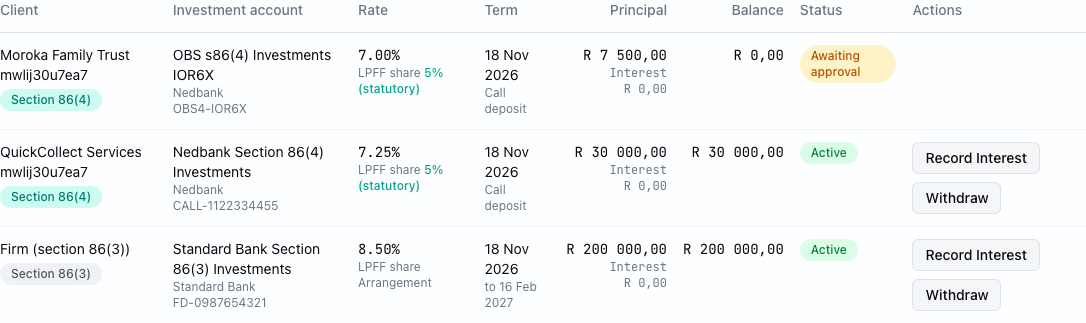 Client Investment account Rate Term Principal Balance Status Actions
Moroka Family Trust
mwlij30u7ea7
Section 86(4)
OBS s86(4) Investments
IOR6X
Nedbank
OBS4-IOR6X
7.00%
LPFF share 5%
(statutory)
18 Nov
2026
Call
deposit
R 7 500,00
Interest
R 0,00
R 0,00
Awaiting
approval
QuickCollect Services
mwlij30u7ea7
Section 86(4)
Nedbank Section 86(4)
Investments
Nedbank
CALL-1122334455
7.25%
LPFF share 5%
(statutory)
18 Nov
2026
Call
deposit
R 30 000,00
Interest
R 0,00
R 30 000,00
Active
Record Interest
Withdraw
Firm (section 86(3))
Section 86(3)
Standard Bank Section
86(3) Investments
Standard Bank
FD-0987654321
8.50%
LPFF share
Arrangement
18 Nov
2026
to 16 Feb
2027
R 200 000,00
Interest
R 0,00
R 200 000,00
Active
Record Interest
Withdraw